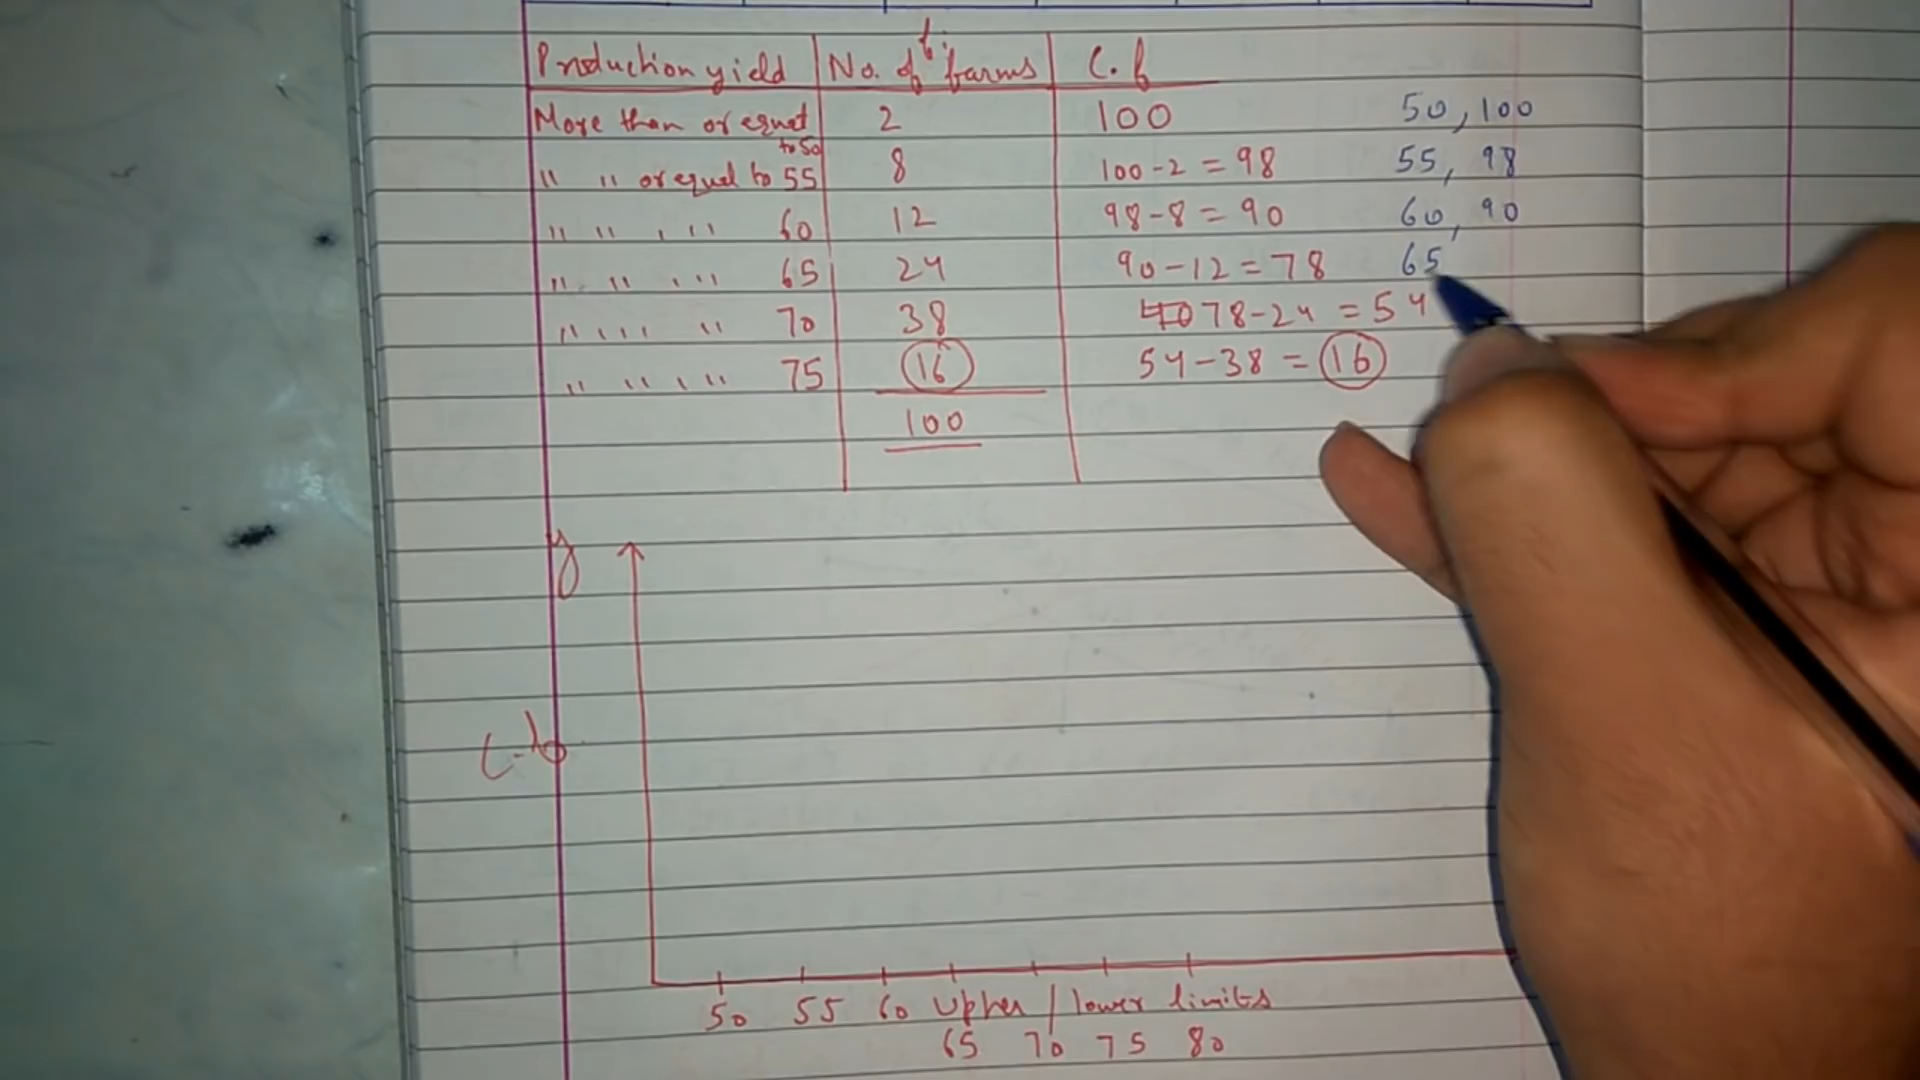 Production yield No. of farms C.f
f.
More than or equal to 50 2 100 50, 100
" " or equal to 55 8 100-2 = 98 55, 98
" " " " 60 12 98-8 = 90 60, 90
" " " " 65 24 90-12 = 78 65
" " " " 70 38 78-24 = 54
" " " " 75 16 54-38 = 16
100
y
C.f
50 55 60 Upper / lower limits
65 70 75 80